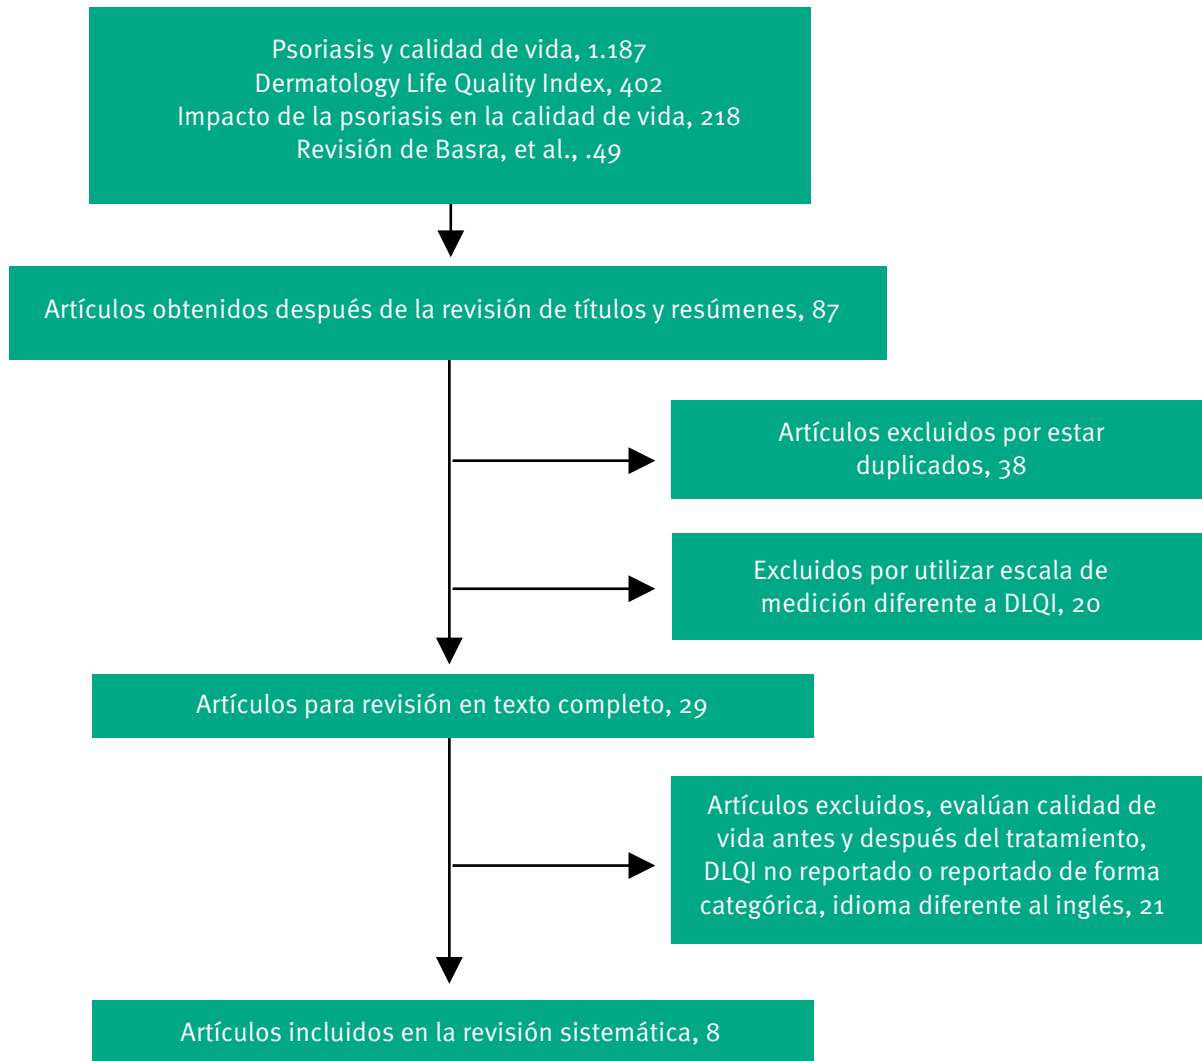 Psoriasis y calidad de vida, 1.187
Dermatology Life Quality Index, 402
Impacto de la psoriasis en la calidad de vida, 218
Revisión de Basra, et al., .49
Artículos obtenidos después de la revisión de títulos y resúmenes, 87
Artículos excluidos por estar
duplicados, 38
Excluidos por utilizar escala de
medición diferente a DLQI, 20
Artículos para revisión en texto completo, 29
Artículos excluidos, evalúan calidad de
vida antes y después del tratamiento,
DLQI no reportado o reportado de forma
categórica, idioma diferente al inglés, 21
Artículos incluidos en la revisión sistemática, 8